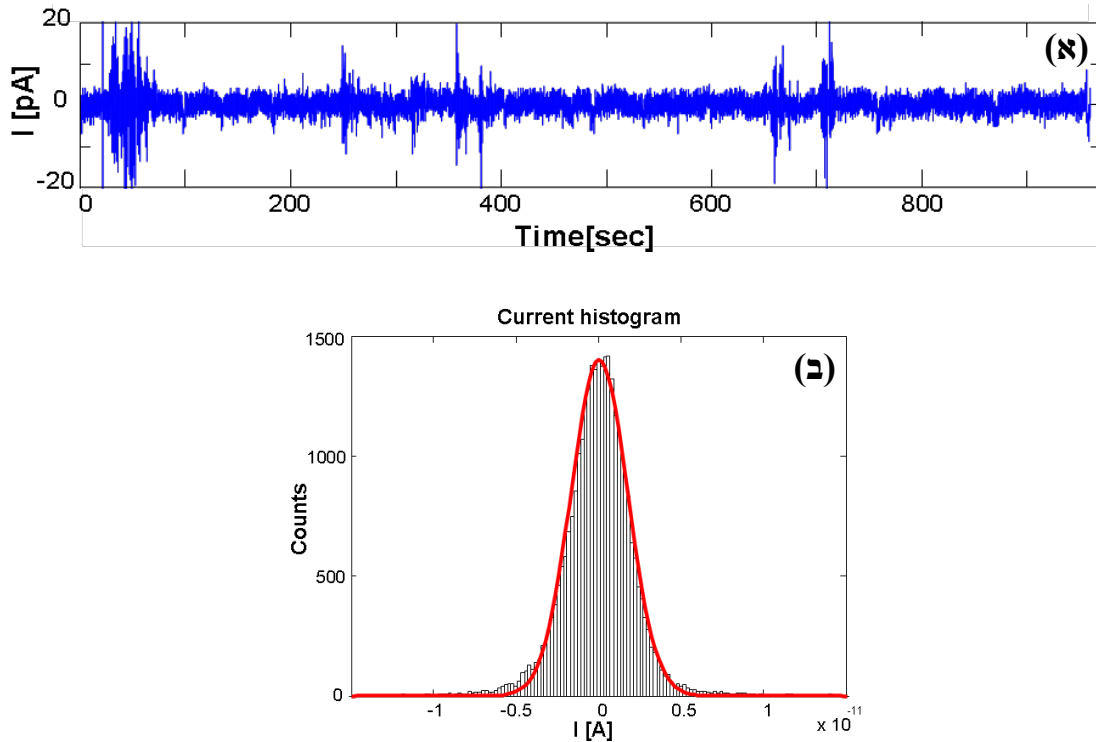 20
0
-20
I [pA]
(א)
0 200 400 600 800
Time[sec]
Current histogram
1500
1000
500
0
Counts
(ב)
-1 -0.5 0 0.5 1
x 10⁻¹¹
I [A]